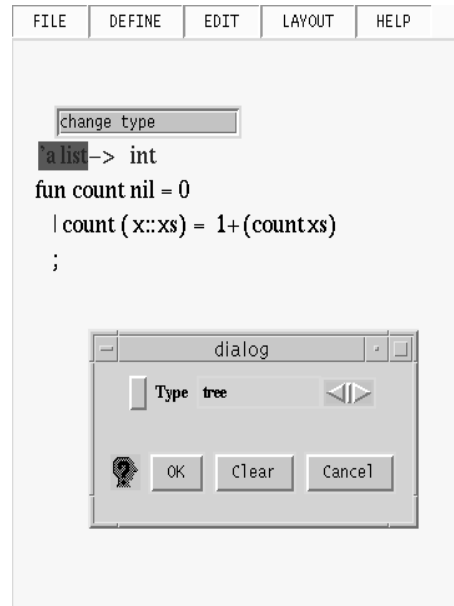 FILE DEFINE EDIT LAYOUT HELP
change type
'a list -> int
fun count nil = 0
| count ( x::xs) = 1+(count xs)
;
dialog
Type tree
OK Clear Cancel